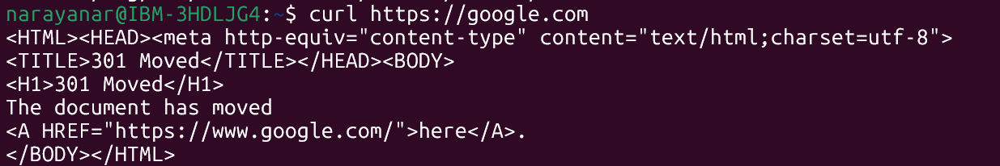 narayanar@IBM-3HDLJG4:~$ curl https://google.com
<HTML><HEAD><meta http-equiv="content-type" content="text/html;charset=utf-8">
<TITLE>301 Moved</TITLE></HEAD><BODY>
<H1>301 Moved</H1>
The document has moved
<A HREF="https://www.google.com/">here</A>.
</BODY></HTML>